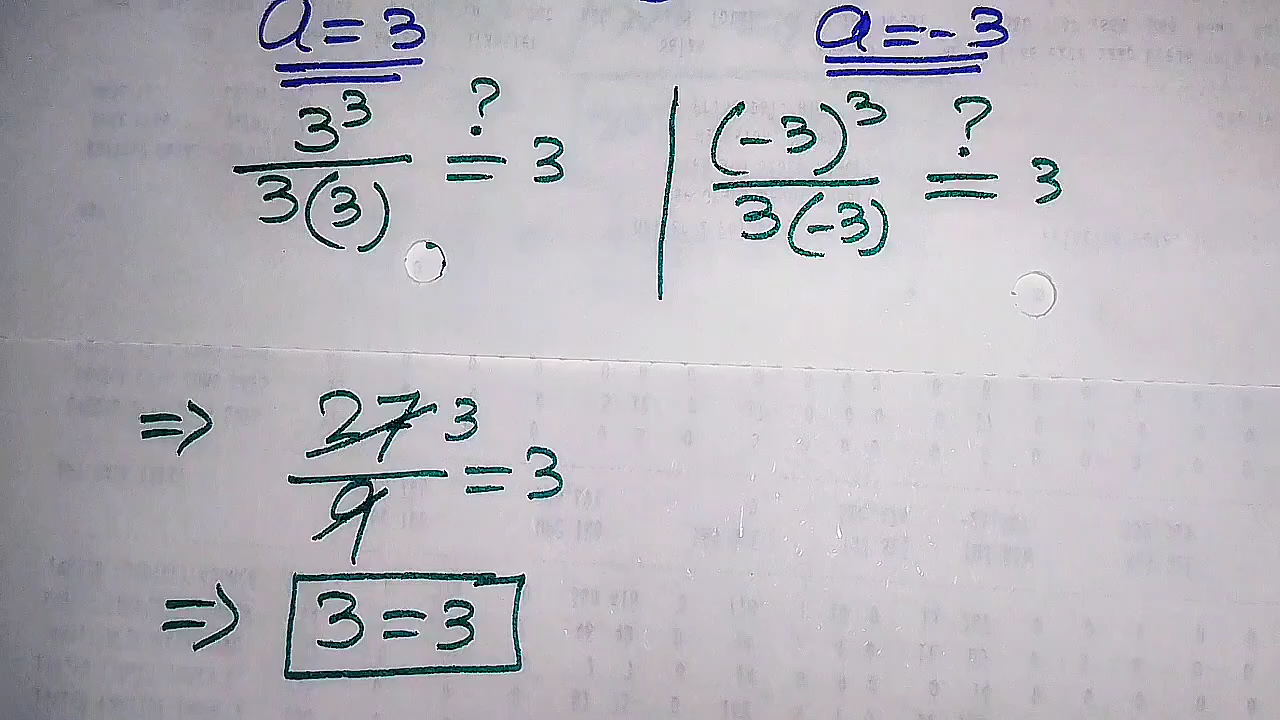 a = 3
a = -3
3³/3(3) ?= 3 | (-3)³/3(-3) ?= 3
⇒ 27/9 3 = 3
⇒ 3 = 3